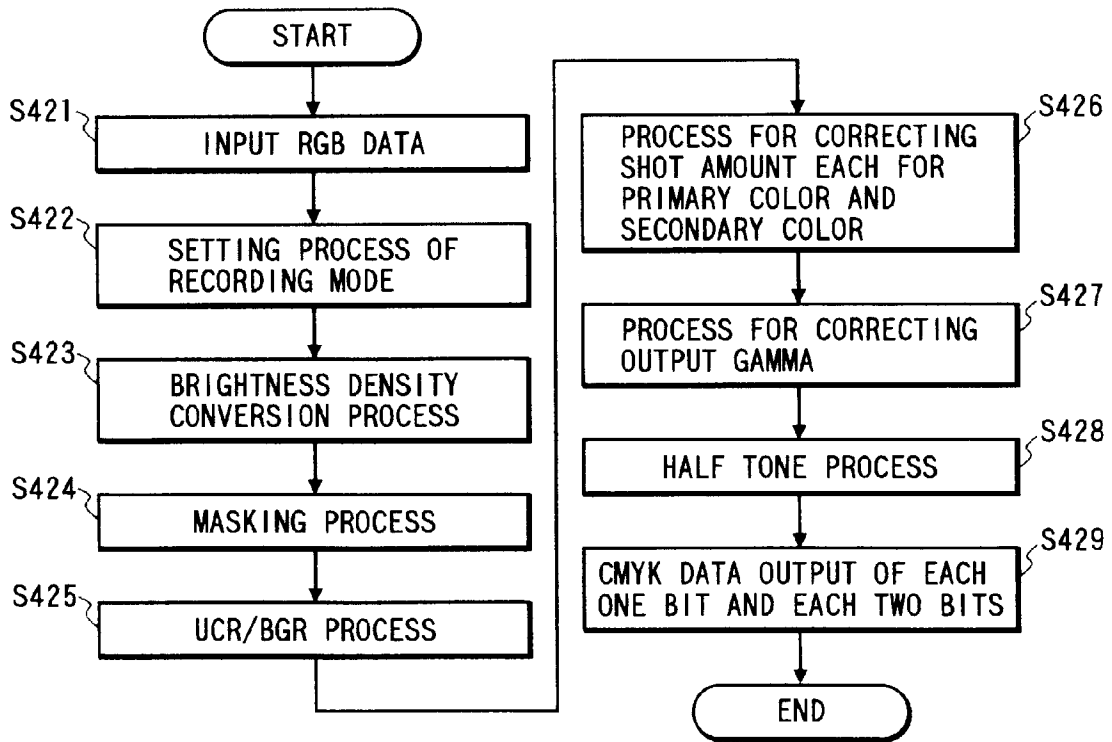 START
S421
INPUT RGB DATA
S422
SETTING PROCESS OF
RECORDING MODE
S423
BRIGHTNESS DENSITY
CONVERSION PROCESS
S424
MASKING PROCESS
S425
UCR/BGR PROCESS
S426
PROCESS FOR CORRECTING
SHOT AMOUNT EACH FOR
PRIMARY COLOR AND
SECONDARY COLOR
S427
PROCESS FOR CORRECTING
OUTPUT GAMMA
S428
HALF TONE PROCESS
S429
CMYK DATA OUTPUT OF EACH
ONE BIT AND EACH TWO BITS
END